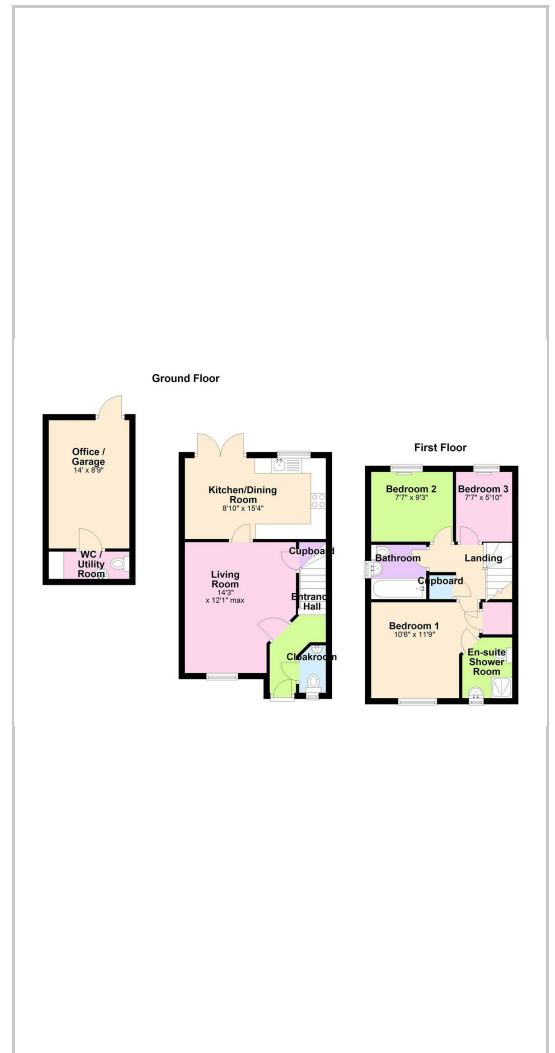 Ground Floor
Office /
Garage
14' x 8'9"
WC /
Utility
Room
Kitchen/Dining
Room
8'10" x 15'4"
Cupboard
Living
Room
14'3"
x 12'1" max
Entrance
Hall
Cloakroom
First Floor
Bedroom 2
7'7" x 9'3"
Bedroom 3
7'7" x 5'10"
Bathroom
Landing
Cupboard
Bedroom 1
10'6" x 11'9"
En-suite
Shower
Room